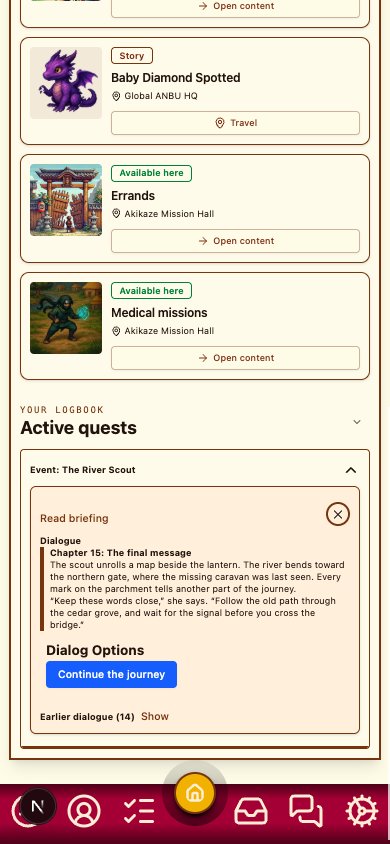 Open content
Story
Baby Diamond Spotted
Global ANBU HQ
Travel
Available here
Errands
Akikaze Mission Hall
Open content
Available here
Medical missions
Akikaze Mission Hall
Open content
YOUR LOGBOOK
Active quests
Event: The River Scout
Read briefing
Dialogue
Chapter 15: The final message
The scout unrolls a map beside the lantern. The river bends toward
the northern gate, where the missing caravan was last seen. Every
mark on the parchment tells another part of the journey.
“Keep these words close,” she says. “Follow the old path through
the cedar grove, and wait for the signal before you cross the
bridge.”
Dialog Options
Continue the journey
Earlier dialogue (14) Show
N